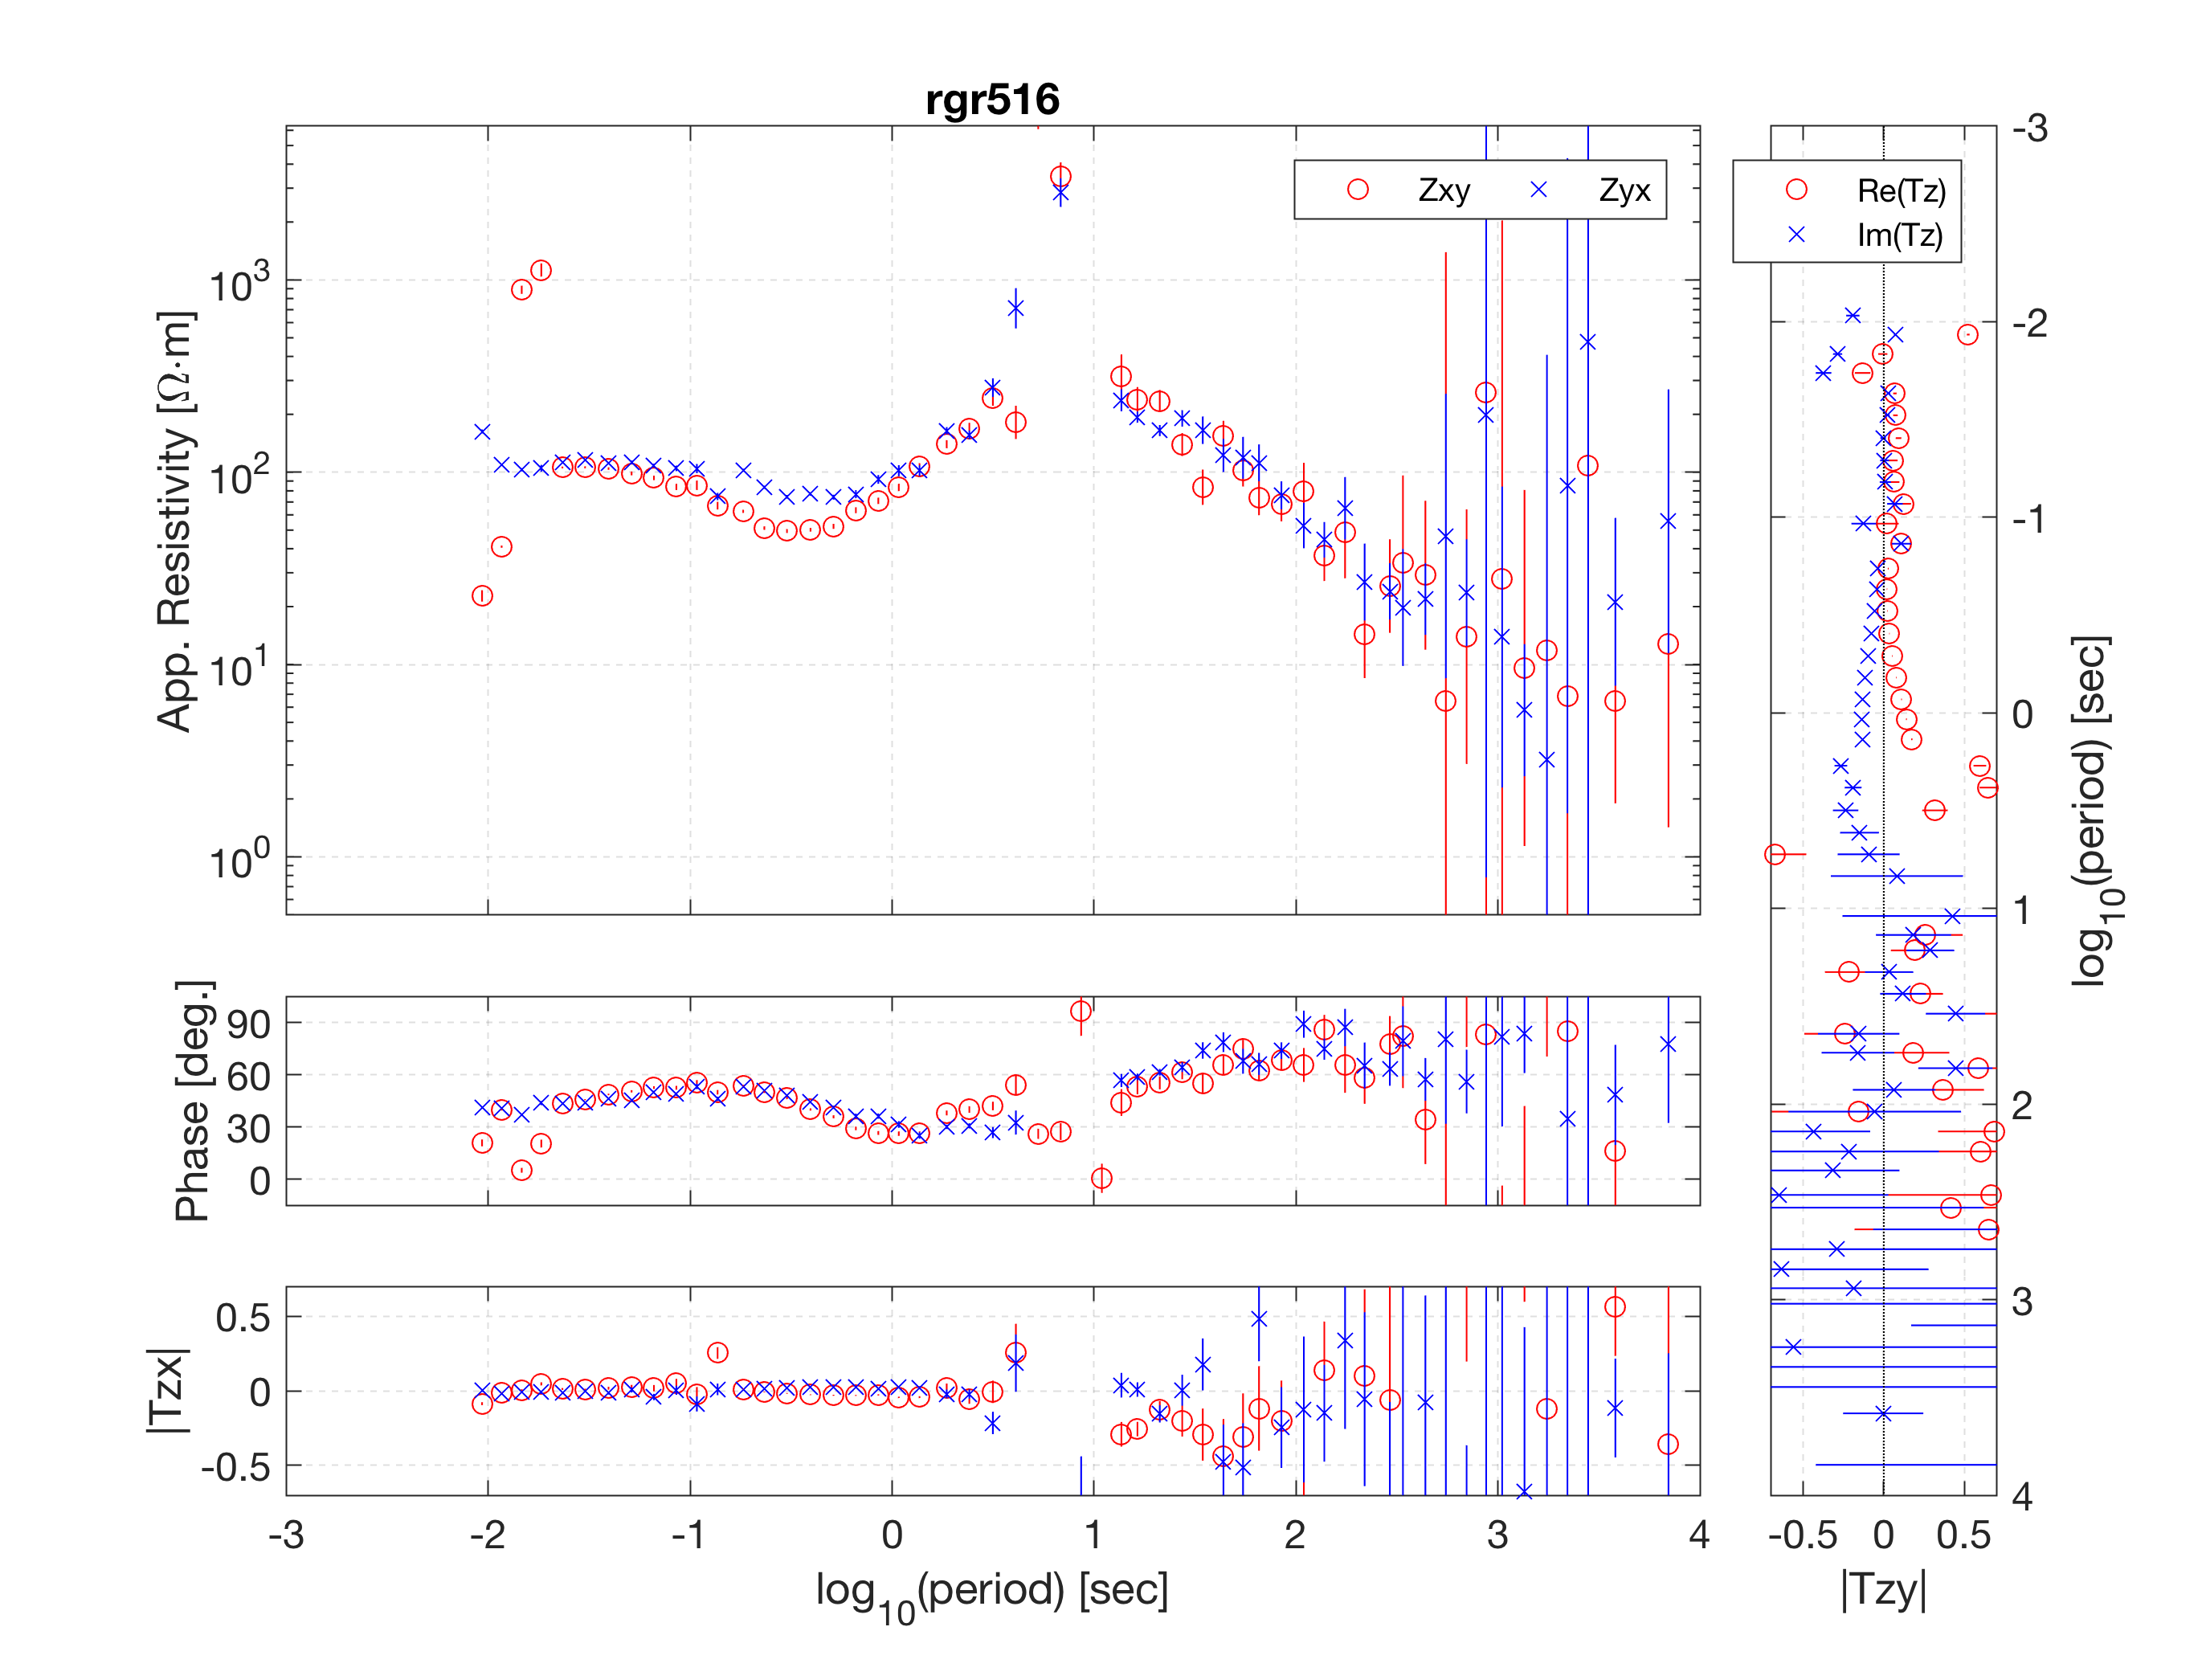 rgr516
Zxy Zyx
Re(Tz)
Im(Tz)
App. Resistivity [Ω·m]
10^3
10^2
10^1
10^0
Phase [deg.]
90
60
30
0
|Tzx|
0.5
0
-0.5
-3 -2 -1 0 1 2 3 4
log10(period) [sec]
-3
-2
-1
0
1
2
3
4
log10(period) [sec]
-0.5 0 0.5
|Tzy|